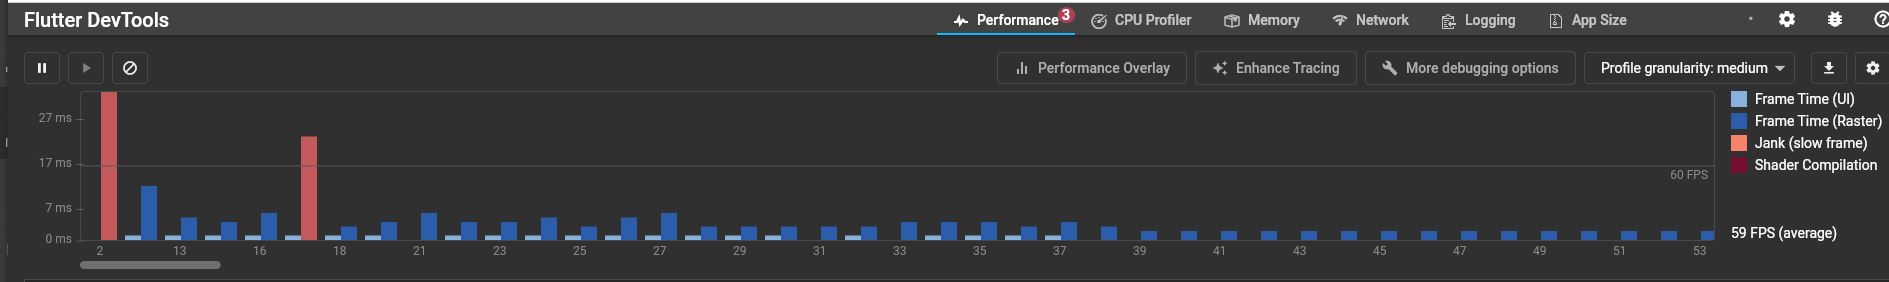 Flutter DevTools
Performance 3
CPU Profiler
Memory
Network
Logging
App Size
Performance Overlay
Enhance Tracing
More debugging options
Profile granularity: medium
27 ms
17 ms
7 ms
0 ms
60 FPS
2 13 16 18 21 23 25 27 29 31 33 35 37 39 41 43 45 47 49 51 53
Frame Time (UI)
Frame Time (Raster)
Jank (slow frame)
Shader Compilation
59 FPS (average)